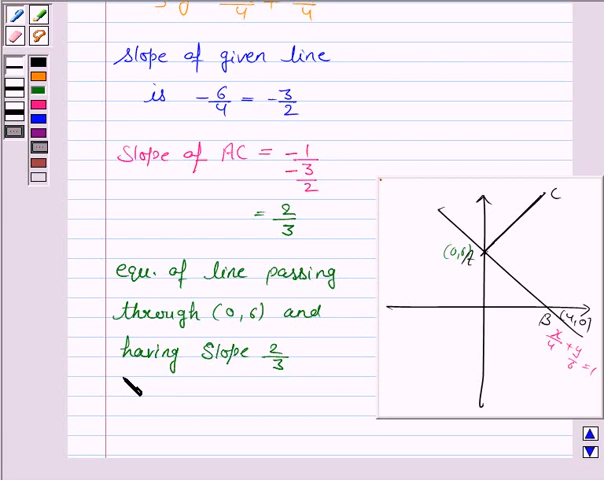 Slope of given line
is -6/4 = -3/2
Slope of AC = -1/(-3/2)
= 2/3
equ. of line passing
through (0,6) and
having Slope 2/3
C
(0,6)A
B (4,0)
x/4 + y/6 = 1